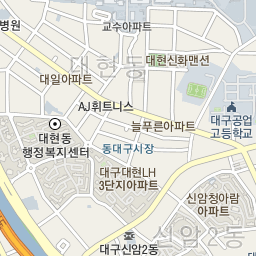 병원
교수아파트
대현동
대현신화맨션
대일아파트
AJ휘트니스
늘푸른아파트
대구공업
고등학교
대현동
행정복지센터
동대구시장
대구대현LH
3단지아파트
신암청아람
아파트
신암2동
대구신암2동